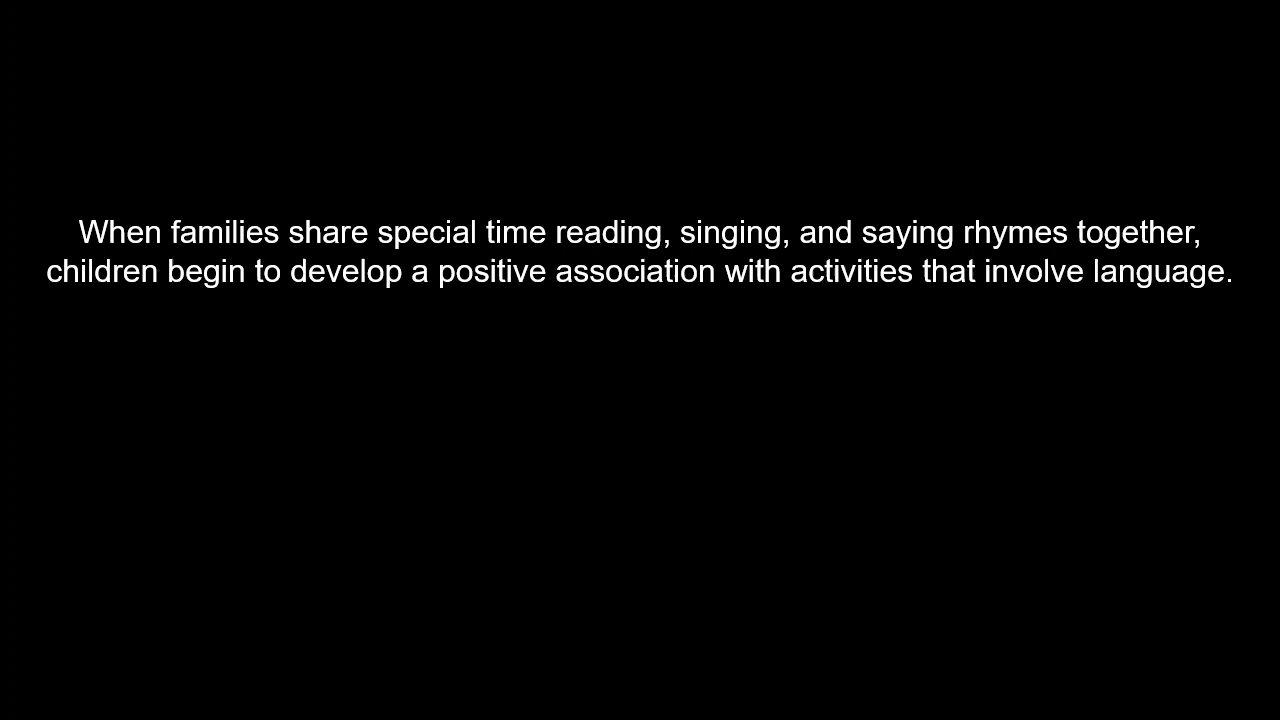 When families share special time reading, singing, and saying rhymes together,
children begin to develop a positive association with activities that involve language.